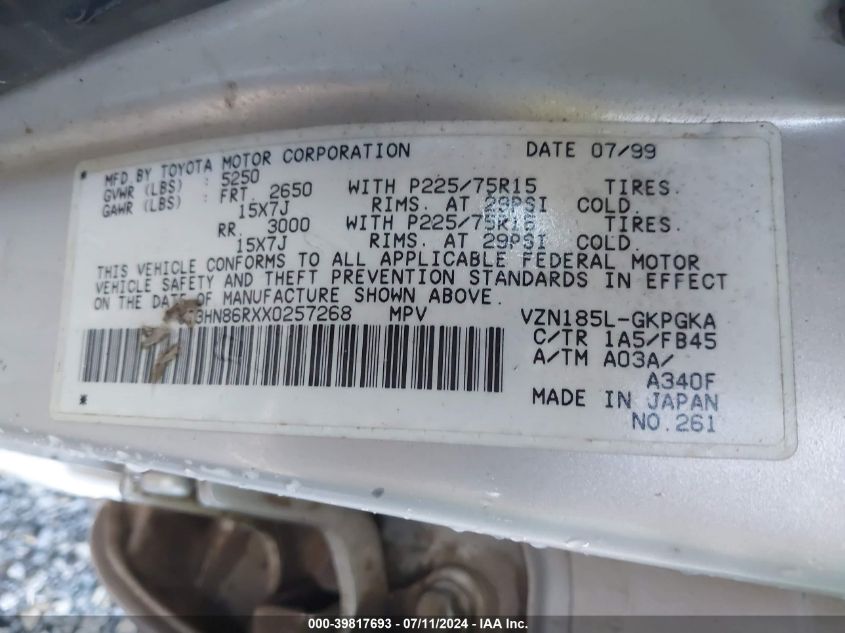 MFD.BY TOYOTA MOTOR CORPORATION DATE 07/99
GVWR (LBS) : 5250
GAWR (LBS) : FRT. 2650 WITH P225/75R15 TIRES.
15X7J RIMS. AT 29PSI COLD.
RR. 3000 WITH P225/75R15 TIRES.
15X7J RIMS. AT 29PSI COLD.
THIS VEHICLE CONFORMS TO ALL APPLICABLE FEDERAL MOTOR
VEHICLE SAFETY AND THEFT PREVENTION STANDARDS IN EFFECT
ON THE DATE OF MANUFACTURE SHOWN ABOVE.
HN86RXX0257268 MPV VZN185L-GKPGKA
C/TR 1A5/FB45
A/TM A03A/
A340F
* MADE IN JAPAN
NO.261
000-39817693 - 07/11/2024 - IAA Inc.